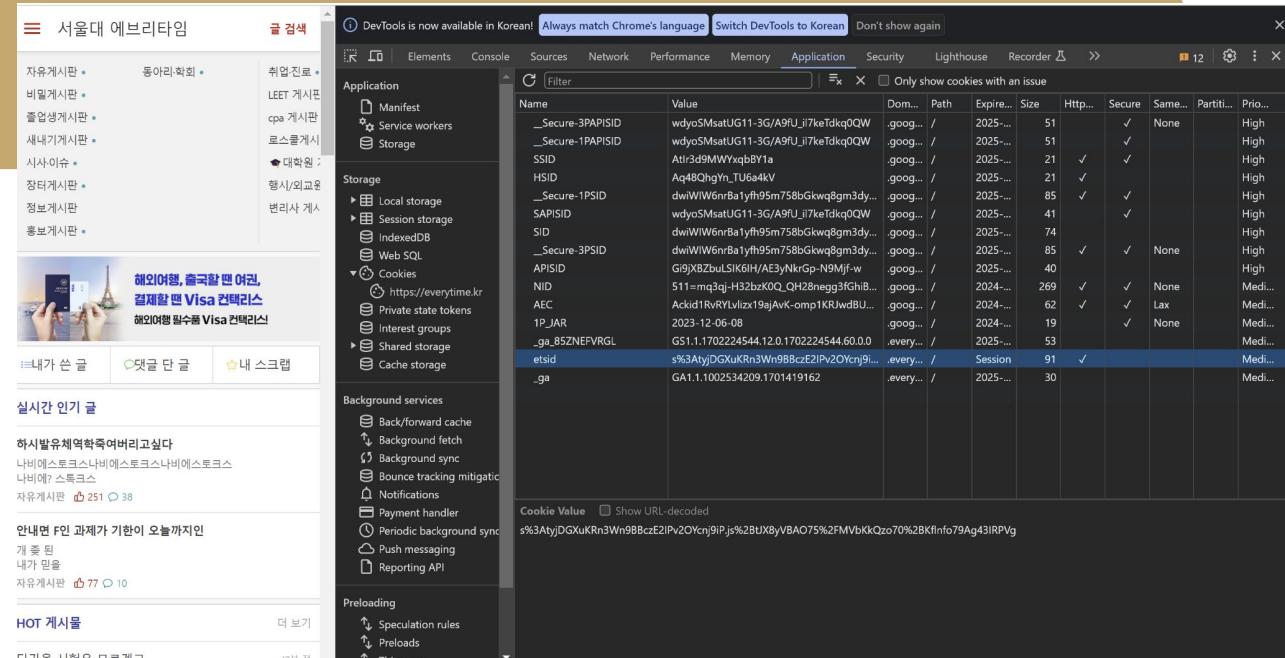 서울대 에브리타임
글 검색
자유게시판
동아리·학회
취업·진로
비밀게시판
LEET 게시판
졸업생게시판
cpa 게시판
새내기게시판
로스쿨게시
시사·이슈
대학원
장터게시판
행시/외교원
정보게시판
변리사 게시
홍보게시판
해외여행, 출국할 땐 여권,
결제할 땐 Visa 컨택리스
해외여행 필수품 Visa 컨택리스!
내가 쓴 글
댓글 단 글
내 스크랩
실시간 인기 글
하시발유체역학죽여버리고싶다
나비에스토크스나비에스토크스나비에스토크스
나비에? 스톡크스
자유게시판 251 38
안내면 F인 과제가 기한이 오늘까지인
개 좆 된
내가 믿을
자유게시판 77 10
HOT 게시물
더 보기
DevTools is now available in Korean! Always match Chrome's language Switch DevTools to Korean Don't show again
Elements Console Sources Network Performance Memory Application Security Lighthouse Recorder 12
Application
Manifest
Service workers
Storage
Storage
Local storage
Session storage
IndexedDB
Web SQL
Cookies
https://everytime.kr
Private state tokens
Interest groups
Shared storage
Cache storage
Background services
Back/forward cache
Background fetch
Background sync
Bounce tracking mitigatic
Notifications
Payment handler
Periodic background sync
Push messaging
Reporting API
Preloading
Speculation rules
Preloads
Filter Only show cookies with an issue
Name Value Dom... Path Expire... Size Http... Secure Same... Partiti... Prio...
__Secure-3PAPISID wdyoSMsatUG11-3G/A9fU_il7keTdkq0QW .goog... / 2025-... 51 ✓ None High
__Secure-1PAPISID wdyoSMsatUG11-3G/A9fU_il7keTdkq0QW .goog... / 2025-... 51 ✓ High
SSID AtIr3d9MWYxqbBY1a .goog... / 2025-... 21 ✓ ✓ High
HSID Aq48QhgYn_TU6a4kV .goog... / 2025-... 21 ✓ High
__Secure-1PSID dwiWIW6nrBa1yfh95m758bGkwq8gm3dy... .goog... / 2025-... 85 ✓ ✓ High
SAPISID wdyoSMsatUG11-3G/A9fU_il7keTdkq0QW .goog... / 2025-... 41 ✓ High
SID dwiWIW6nrBa1yfh95m758bGkwq8gm3dy... .goog... / 2025-... 74 High
__Secure-3PSID dwiWIW6nrBa1yfh95m758bGkwq8gm3dy... .goog... / 2025-... 85 ✓ ✓ None High
APISID Gi9jXBZbuLSIK6IH/AE3yNkrGp-N9Mjf-w .goog... / 2025-... 40 High
NID 511=mq3qj-H32bzK0Q_QH28negg3fGhiB... .goog... / 2024-... 269 ✓ ✓ None Medi...
AEC Ackid1RvRYLvlizx19ajAvK-omp1KRJwdBU... .goog... / 2024-... 62 ✓ ✓ Lax Medi...
1P_JAR 2023-12-06-08 .goog... / 2024-... 19 ✓ None Medi...
_ga_85ZNEFVRGL GS1.1.1702224544.12.0.1702224544.60.0.0 .every... / 2025-... 53 Medi...
etsid s%3AtyjDGXuKRn3Wn9BBczE2IPv2OYcnj9i... .every... / Session 91 ✓ Medi...
_ga GA1.1.1002534209.1701419162 .every... / 2025-... 30 Medi...
Cookie Value Show URL-decoded
s%3AtyjDGXuKRn3Wn9BBczE2IPv2OYcnj9iP.js%2BtJX8yVBAO75%2FMVbKkQzo70%2BKfInfo79Ag43IRPVg